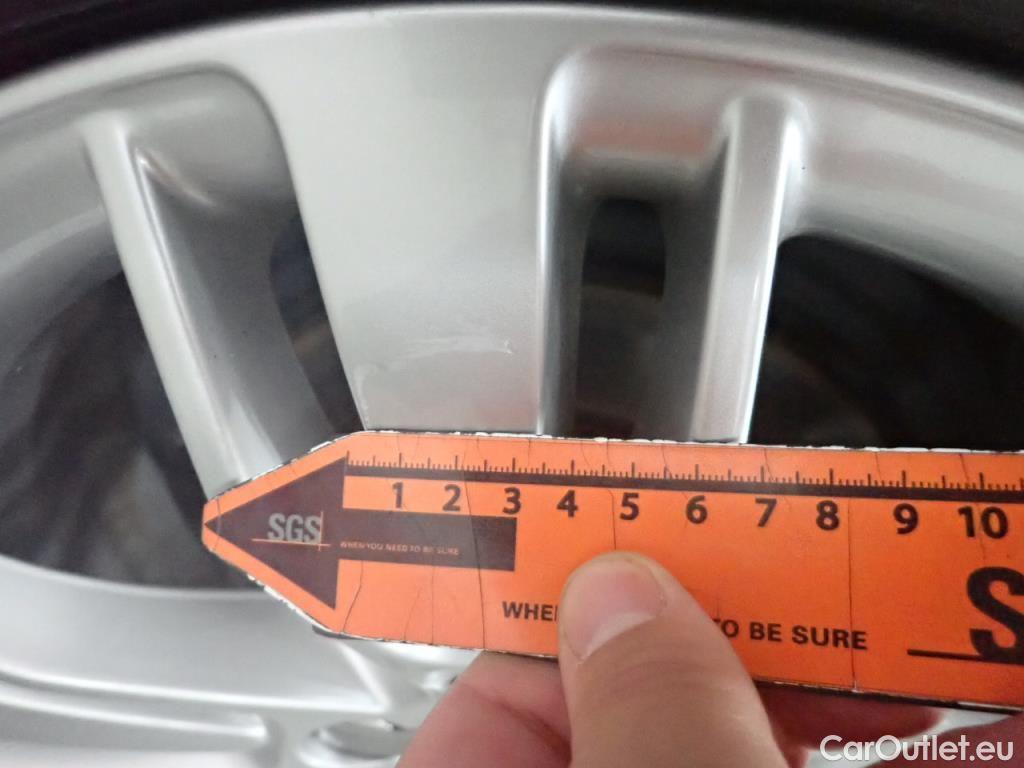 1 2 3 4 5 6 7 8 9 10
SGS
WHEN YOU NEED TO BE SURE
WHE TO BE SURE
S
CarOutlet.eu